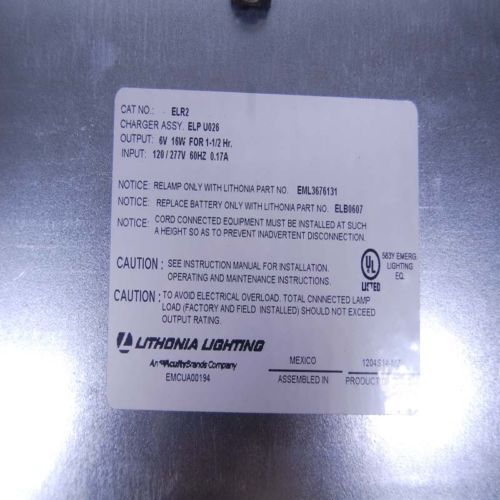 CAT NO.: ELR2
CHARGER ASSY. ELP U026
OUTPUT: 6V 16W FOR 1-1/2 Hr.
INPUT: 120 / 277V 60HZ 0.17A
NOTICE: RELAMP ONLY WITH LITHONIA PART NO. EML3676131
NOTICE: REPLACE BATTERY ONLY WITH LITHONIA PART NO. ELB0607
NOTICE: CORD CONNECTED EQUIPMENT MUST BE INSTALLED AT SUCH
A HEIGHT SO AS TO PREVENT INADVERTENT DISCONNECTION.
CAUTION : SEE INSTRUCTION MANUAL FOR INSTALLATION.
OPERATING AND MAINTENANCE INSTRUCTIONS.
UL
LISTED
563Y EMERG.
LIGHTING
EQ.
CAUTION: TO AVOID ELECTRICAL OVERLOAD. TOTAL CNNNECTED LAMP
LOAD (FACTORY AND FIELD INSTALLED) SHOULD NOT EXCEED
OUTPUT RATING.
LITHONIA LIGHTING
An AcuityBrands Company
EMCUA00194
MEXICO
ASSEMBLED IN
PRODUCT